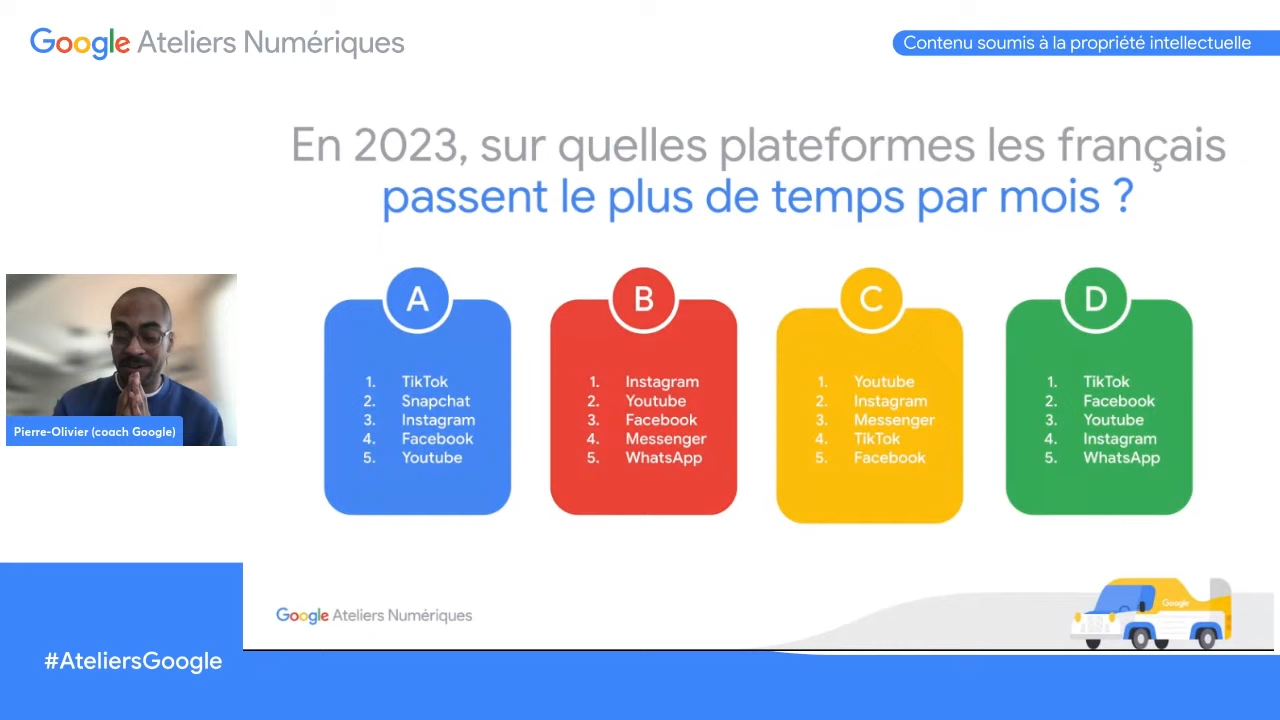 Google Ateliers Numériques
Contenu soumis à la propriété intellectuelle
En 2023, sur quelles plateformes les français
passent le plus de temps par mois ?
A
1. TikTok
2. Snapchat
3. Instagram
4. Facebook
5. Youtube
B
1. Instagram
2. Youtube
3. Facebook
4. Messenger
5. WhatsApp
C
1. Youtube
2. Instagram
3. Messenger
4. TikTok
5. Facebook
D
1. TikTok
2. Facebook
3. Youtube
4. Instagram
5. WhatsApp
Pierre-Olivier (coach Google)
Google Ateliers Numériques
Google
#AteliersGoogle